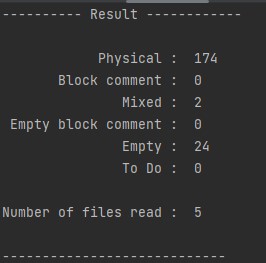 ---------- Result ------------
Physical :  174
Block comment :  0
Mixed :  2
Empty block comment :  0
Empty :  24
To Do :  0
Number of files read :  5
----------------------------